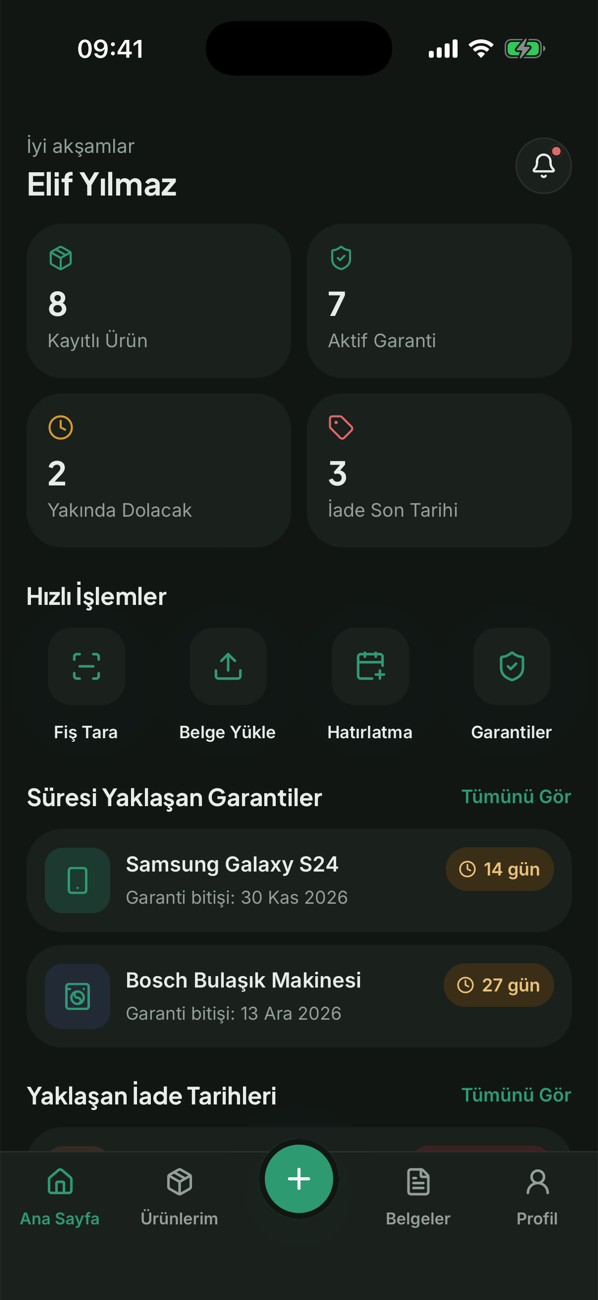 09:41
İyi akşamlar
Elif Yılmaz
8
Kayıtlı Ürün
7
Aktif Garanti
2
Yakında Dolacak
3
İade Son Tarihi
Hızlı İşlemler
Fiş Tara
Belge Yükle
Hatırlatma
Garantiler
Süresi Yaklaşan Garantiler
Tümünü Gör
Samsung Galaxy S24
Garanti bitişi: 30 Kas 2026
14 gün
Bosch Bulaşık Makinesi
Garanti bitişi: 13 Ara 2026
27 gün
Yaklaşan İade Tarihleri
Tümünü Gör
Ana Sayfa
Ürünlerim
Belgeler
Profil